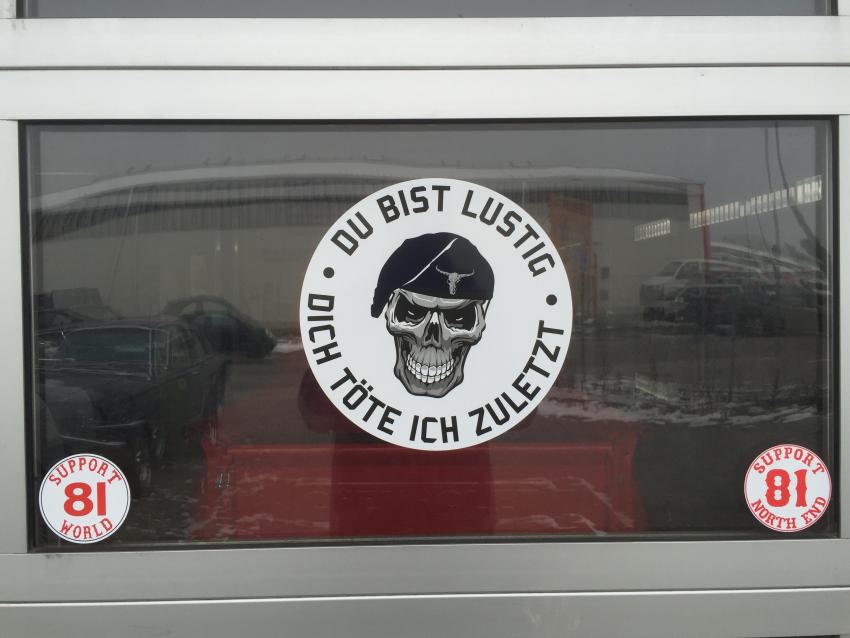 DU BIST LUSTIG
DICH TÖTE ICH ZULETZT
SUPPORT
81
WORLD
SUPPORT
81
NORTH END